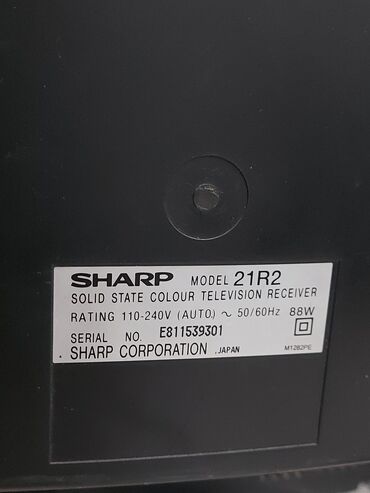 SHARP MODEL 21R2
SOLID STATE COLOUR TELEVISION RECEIVER
RATING 110-240V (AUTO.) ~ 50/60Hz 88W
SERIAL NO. E811539301
SHARP CORPORATION .JAPAN M1282PE